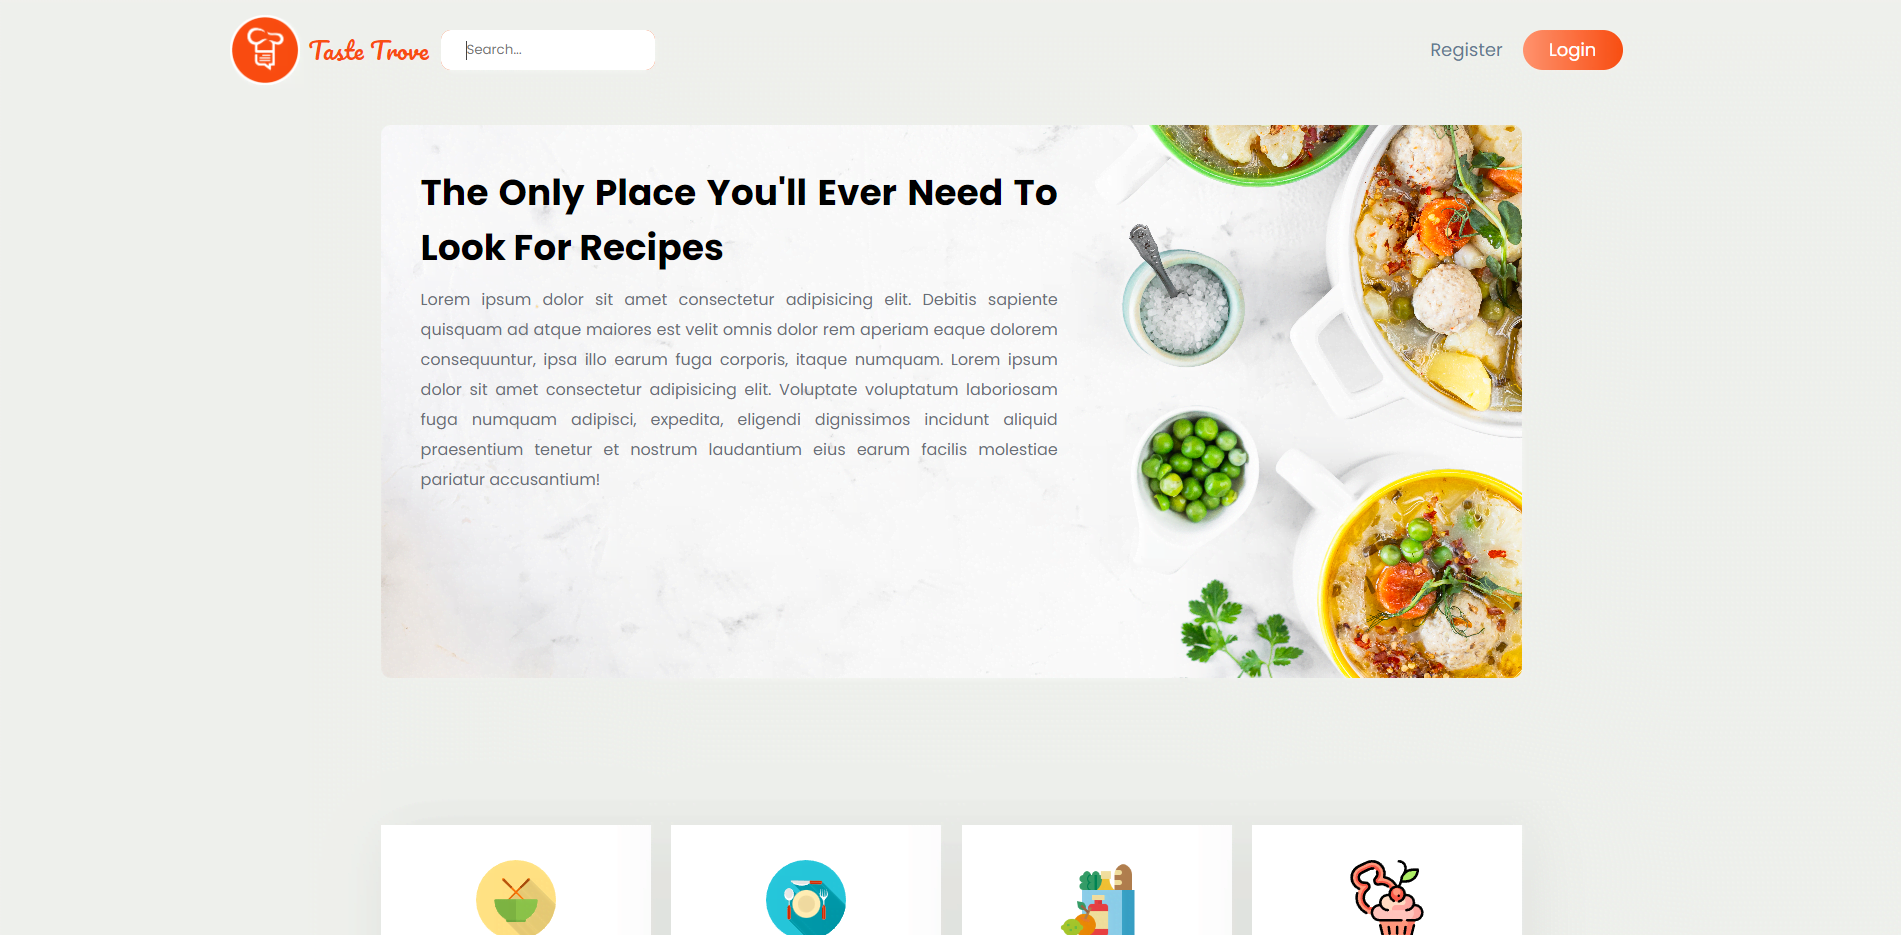 Taste Trove
Search...
Register
Login
The Only Place You'll Ever Need To
Look For Recipes
Lorem ipsum dolor sit amet consectetur adipisicing elit. Debitis sapiente
quisquam ad atque maiores est velit omnis dolor rem aperiam eaque dolorem
consequuntur, ipsa illo earum fuga corporis, itaque numquam. Lorem ipsum
dolor sit amet consectetur adipisicing elit. Voluptate voluptatum laboriosam
fuga numquam adipisci, expedita, eligendi dignissimos incidunt aliquid
praesentium tenetur et nostrum laudantium eius earum facilis molestiae
pariatur accusantium!